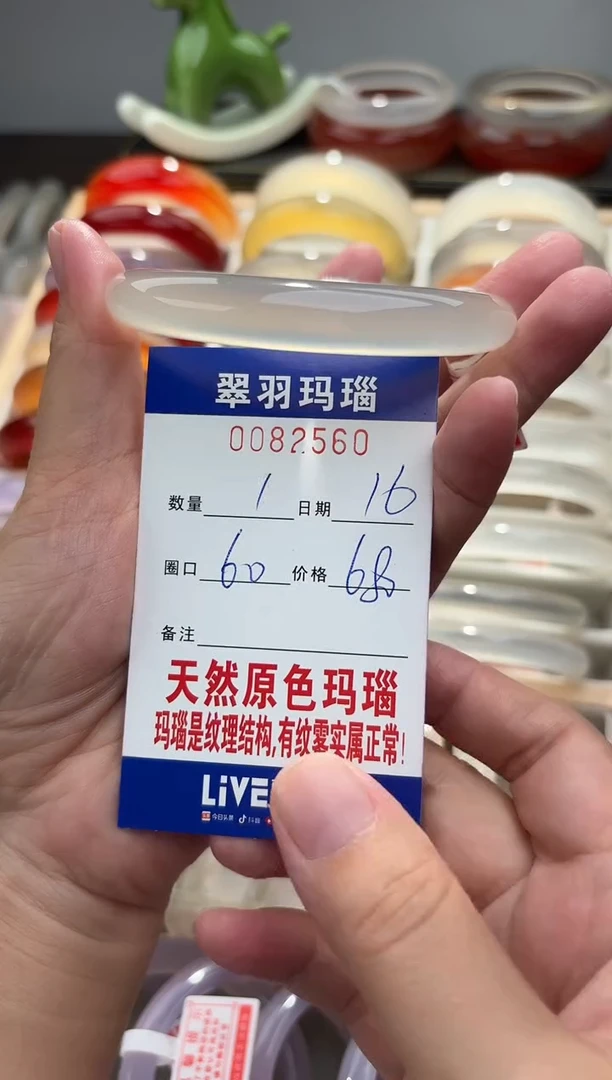 翠羽玛瑙
0082560
数量 1 日期 16
圈口 60 价格 68
备注
天然原色玛瑙
玛瑙是纹理结构,有纹雾实属正常!
LiVE
今日头条 抖音